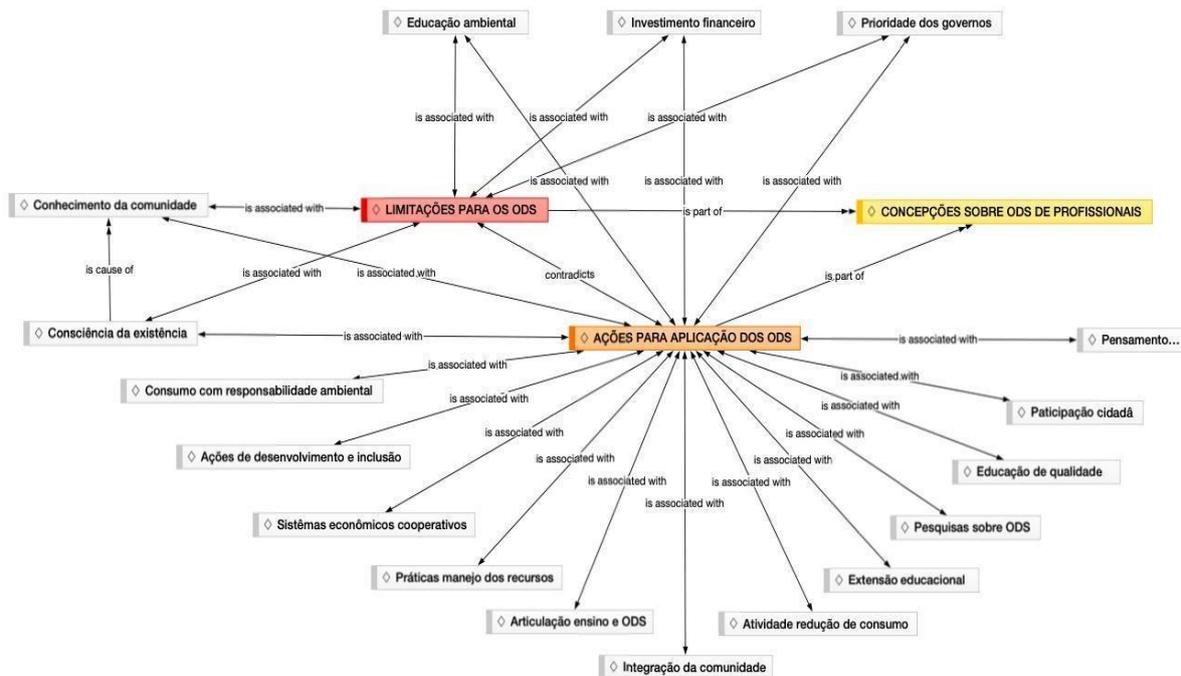 Educação ambiental
Investimento financeiro
Prioridade dos governos
is associated with
is associated with
is associated with
is associated with
is associated with
is associated with
Conhecimento da comunidade
is associated with
LIMITAÇÕES PARA OS ODS
is part of
CONCEPÇÕES SOBRE ODS DE PROFISSIONAIS
is cause of
is associated with
is associated with
contradicts
is part of
Consciência da existência
is associated with
AÇÕES PARA APLICAÇÃO DOS ODS
is associated with
Pensamento...
is associated with
is associated with
Consumo com responsabilidade ambiental
is associated with
is associated with
Paticipação cidadâ
is associated with
is associated with
Ações de desenvolvimento e inclusão
is associated with
is associated with
Educação de qualidade
is associated with
is associated with
is associated with
Sistêmas econômicos cooperativos
Pesquisas sobre ODS
Práticas manejo dos recursos
Extensão educacional
Articulação ensino e ODS
Atividade redução de consumo
Integração da comunidade